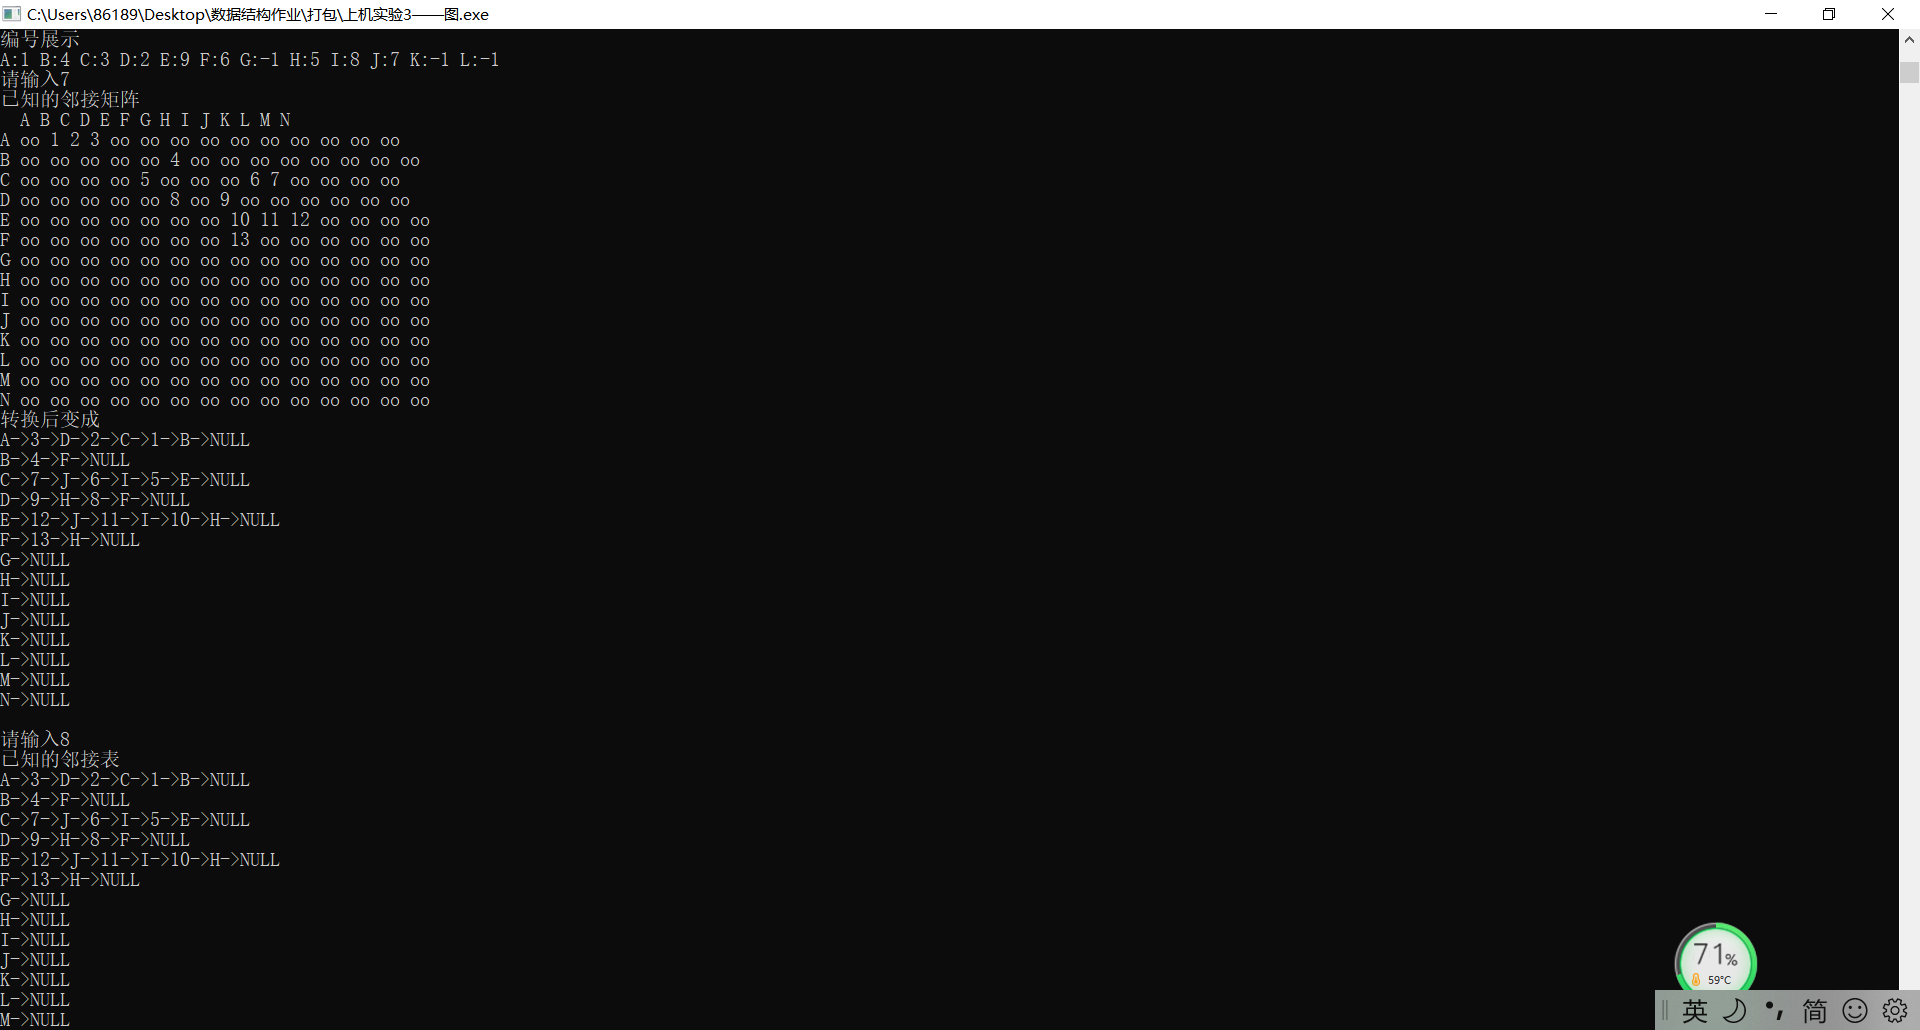 C:\Users\86189\Desktop\数据结构作业\打包\上机实验3——图.exe
编号展示
A:1 B:4 C:3 D:2 E:9 F:6 G:-1 H:5 I:8 J:7 K:-1 L:-1
请输入7
已知的邻接矩阵
  A B C D E F G H I J K L M N
A oo 1 2 3 oo oo oo oo oo oo oo oo oo oo
B oo oo oo oo oo 4 oo oo oo oo oo oo oo oo
C oo oo oo oo 5 oo oo oo 6 7 oo oo oo oo
D oo oo oo oo oo 8 oo 9 oo oo oo oo oo oo
E oo oo oo oo oo oo oo 10 11 12 oo oo oo oo
F oo oo oo oo oo oo oo 13 oo oo oo oo oo oo
G oo oo oo oo oo oo oo oo oo oo oo oo oo oo
H oo oo oo oo oo oo oo oo oo oo oo oo oo oo
I oo oo oo oo oo oo oo oo oo oo oo oo oo oo
J oo oo oo oo oo oo oo oo oo oo oo oo oo oo
K oo oo oo oo oo oo oo oo oo oo oo oo oo oo
L oo oo oo oo oo oo oo oo oo oo oo oo oo oo
M oo oo oo oo oo oo oo oo oo oo oo oo oo oo
N oo oo oo oo oo oo oo oo oo oo oo oo oo oo
转换后变成
A->3->D->2->C->1->B->NULL
B->4->F->NULL
C->7->J->6->I->5->E->NULL
D->9->H->8->F->NULL
E->12->J->11->I->10->H->NULL
F->13->H->NULL
G->NULL
H->NULL
I->NULL
J->NULL
K->NULL
L->NULL
M->NULL
N->NULL
请输入8
已知的邻接表
A->3->D->2->C->1->B->NULL
B->4->F->NULL
C->7->J->6->I->5->E->NULL
D->9->H->8->F->NULL
E->12->J->11->I->10->H->NULL
F->13->H->NULL
G->NULL
H->NULL
I->NULL
J->NULL
K->NULL
L->NULL
M->NULL
71%
59°C
英 简